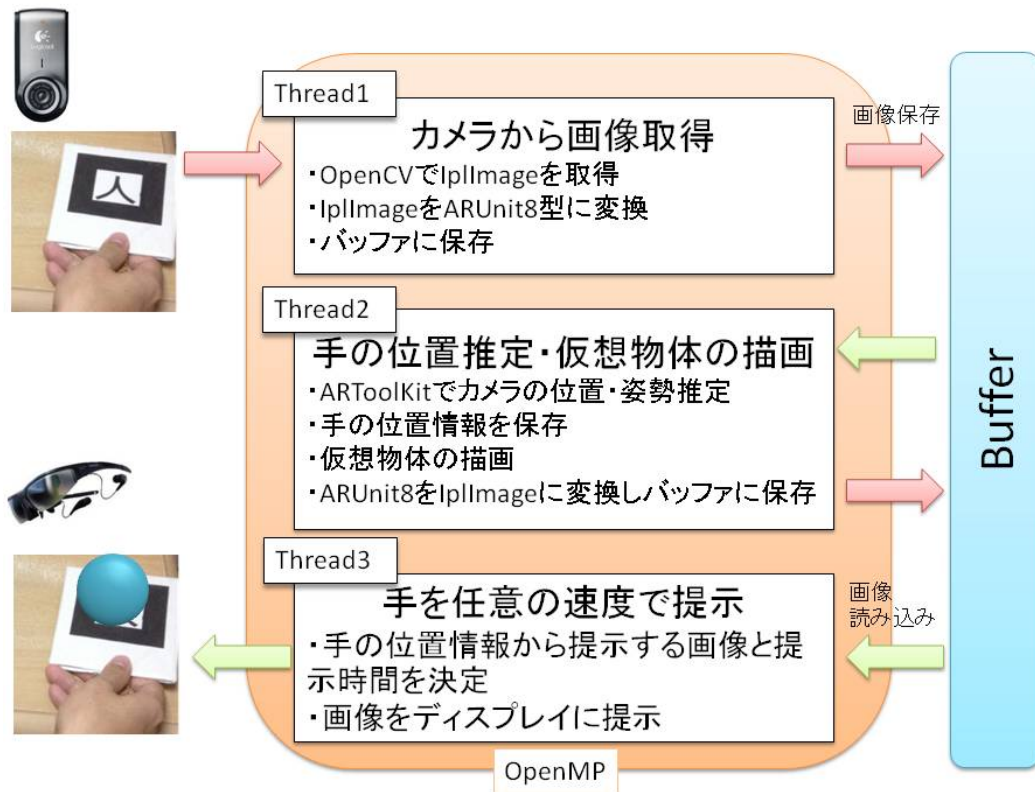 Thread1
カメラから画像取得
・OpenCVでIplImageを取得
・IplImageをARUnit8型に変換
・バッファに保存
画像保存
Thread2
手の位置推定・仮想物体の描画
・ARToolKitでカメラの位置・姿勢推定
・手の位置情報を保存
・仮想物体の描画
・ARUnit8をIplImageに変換しバッファに保存
Thread3
手を任意の速度で提示
・手の位置情報から提示する画像と提
示時間を決定
・画像をディスプレイに提示
画像
読み込み
OpenMP
Buffer
人